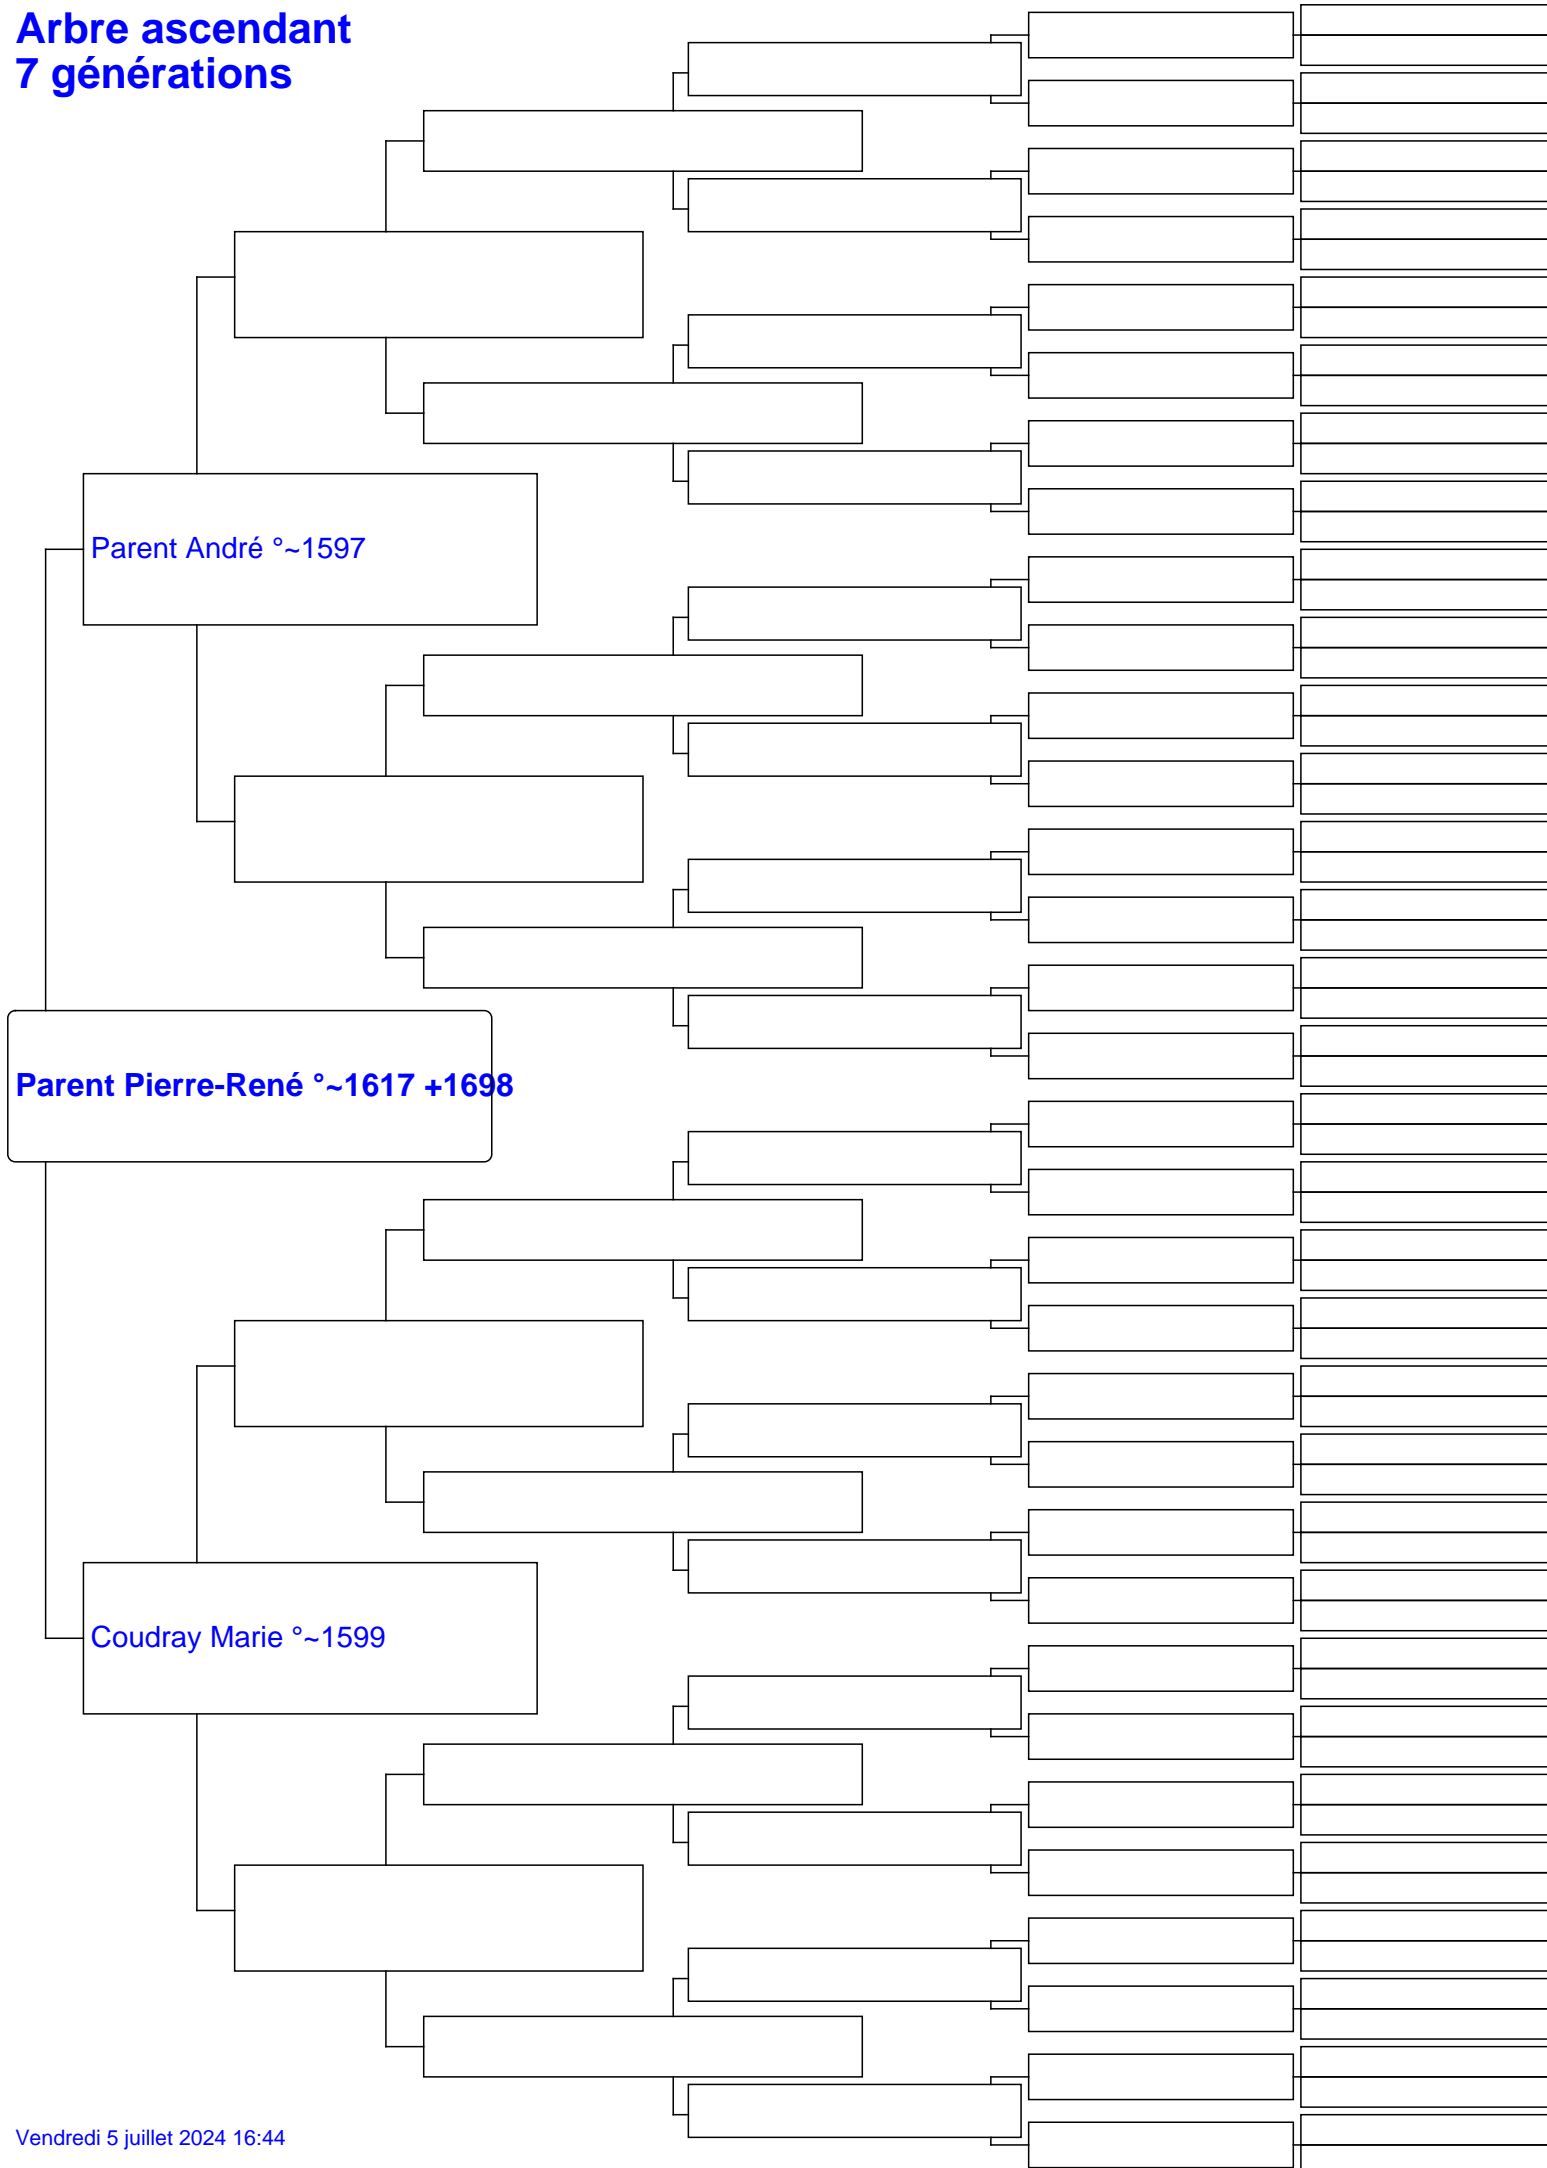 Arbre ascendant
7 générations
Parent André °~1597
Parent Pierre-René °~1617 +1698
Coudray Marie °~1599
Vendredi 5 juillet 2024 16:44